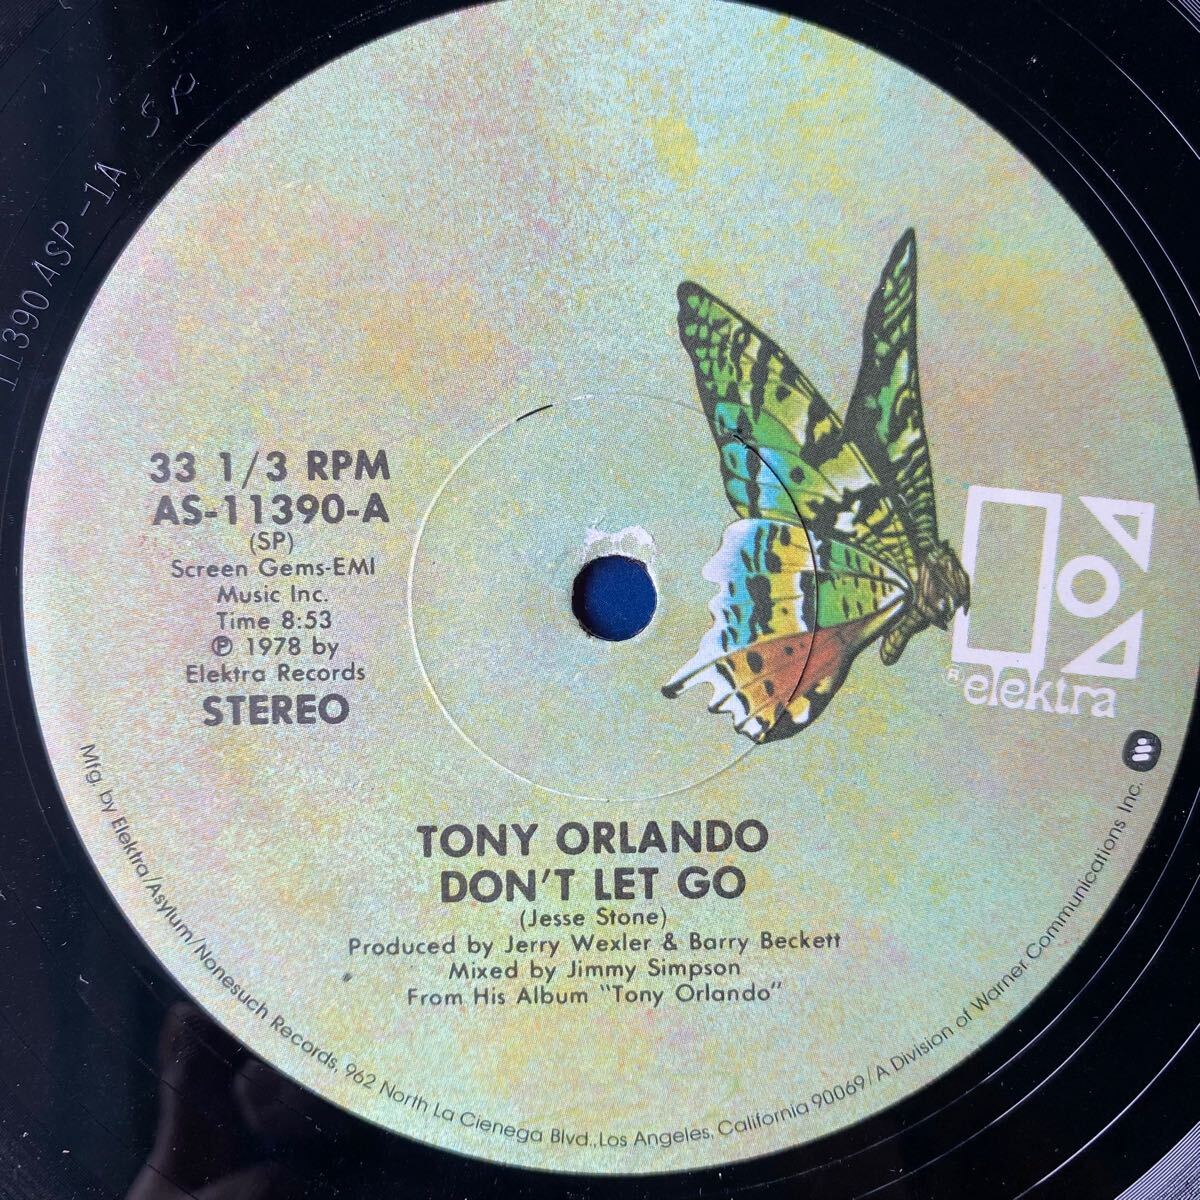 11390ASP-1A SP
33 1/3 RPM
AS-11390-A
(SP)
Screen Gems-EMI
Music Inc.
Time 8:53
℗ 1978 by
Elektra Records
STEREO
elektra
TONY ORLANDO
DON'T LET GO
(Jesse Stone)
Produced by Jerry Wexler & Barry Beckett
Mixed by Jimmy Simpson
From His Album "Tony Orlando"
Mfg. by Elektra/Asylum/Nonesuch Records, 962 North La Cienega Blvd., Los Angeles, California 90069/A Division of Warner Communications Inc.